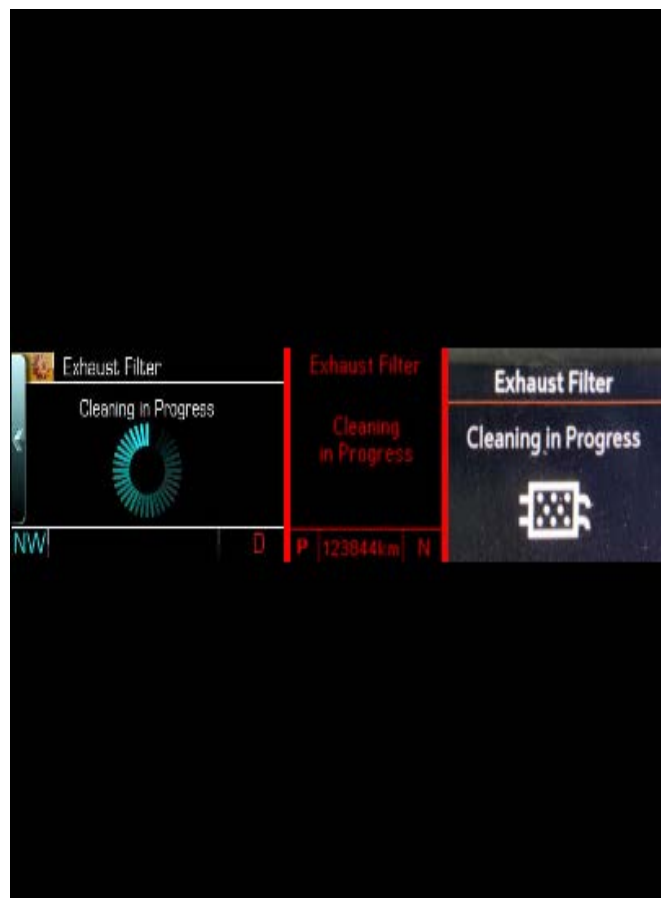 Exhaust Filter
Cleaning in Progress
NW
D
Exhaust Filter
Cleaning
in Progress
P 123844km N
Exhaust Filter
Cleaning in Progress